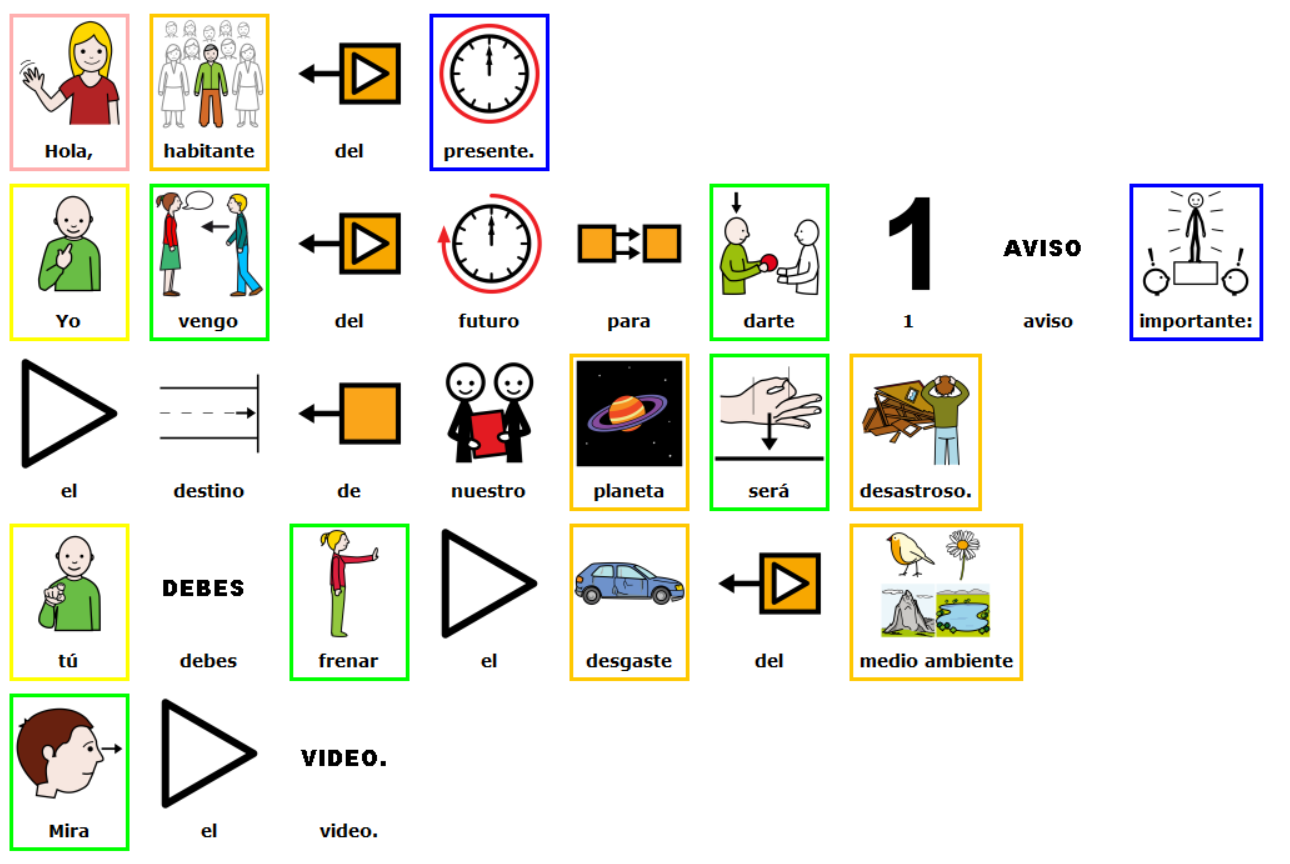 Hola, habitante del presente.
1 AVISO
Yo vengo del futuro para darte 1 aviso importante:
el destino de nuestro planeta será desastroso.
DEBES
tú debes frenar el desgaste del medio ambiente
VIDEO.
Mira el video.